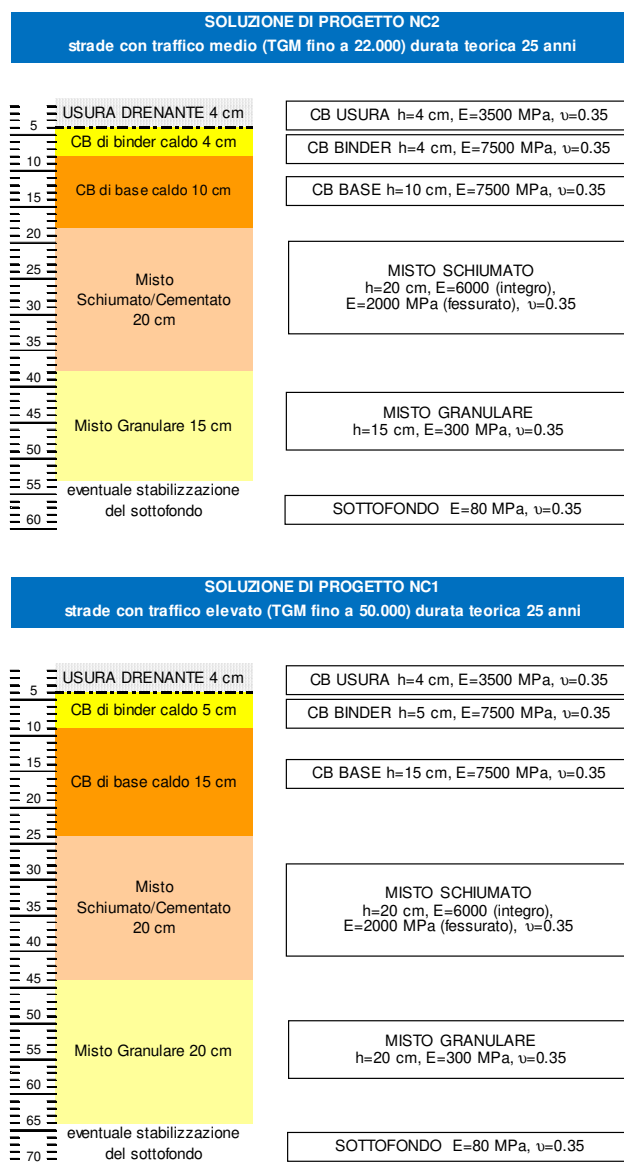 SOLUZIONE DI PROGETTO NC2
strade con traffico medio (TGM fino a 22.000) durata teorica 25 anni
5
10
15
20
25
30
35
40
45
50
55
60
USURA DRENANTE 4 cm
CB di binder caldo 4 cm
CB di base caldo 10 cm
Misto
Schiumato/Cementato
20 cm
Misto Granulare 15 cm
eventuale stabilizzazione
del sottofondo
CB USURA h=4 cm, E=3500 MPa, υ=0.35
CB BINDER h=4 cm, E=7500 MPa, υ=0.35
CB BASE h=10 cm, E=7500 MPa, υ=0.35
MISTO SCHIUMATO
h=20 cm, E=6000 (integro),
E=2000 MPa (fessurato), υ=0.35
MISTO GRANULARE
h=15 cm, E=300 MPa, υ=0.35
SOTTOFONDO E=80 MPa, υ=0.35
SOLUZIONE DI PROGETTO NC1
strade con traffico elevato (TGM fino a 50.000) durata teorica 25 anni
5
10
15
20
25
30
35
40
45
50
55
60
65
70
USURA DRENANTE 4 cm
CB di binder caldo 5 cm
CB di base caldo 15 cm
Misto
Schiumato/Cementato
20 cm
Misto Granulare 20 cm
eventuale stabilizzazione
del sottofondo
CB USURA h=4 cm, E=3500 MPa, υ=0.35
CB BINDER h=5 cm, E=7500 MPa, υ=0.35
CB BASE h=15 cm, E=7500 MPa, υ=0.35
MISTO SCHIUMATO
h=20 cm, E=6000 (integro),
E=2000 MPa (fessurato), υ=0.35
MISTO GRANULARE
h=20 cm, E=300 MPa, υ=0.35
SOTTOFONDO E=80 MPa, υ=0.35